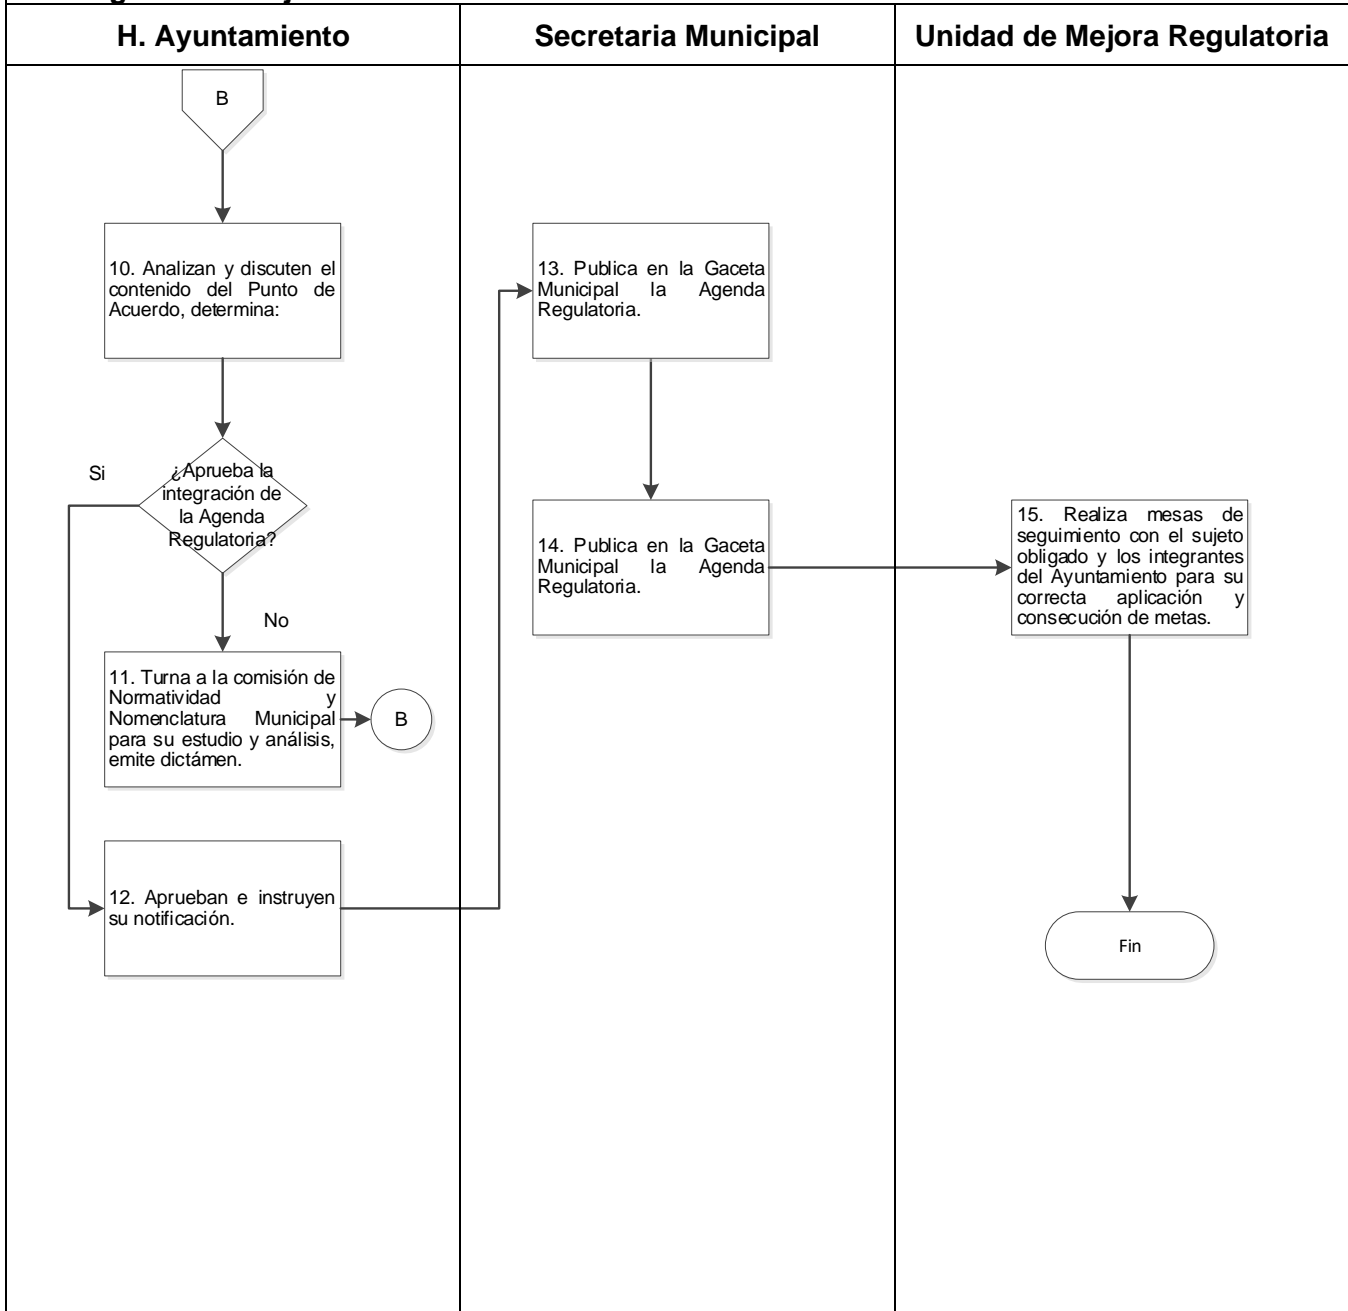 H. Ayuntamiento
Secretaria Municipal
Unidad de Mejora Regulatoria
B
10. Analizan y discuten el
contenido del Punto de
Acuerdo, determina:
Si
¿Aprueba la
integración de
la Agenda
Regulatoria?
No
11. Turna a la comisión de
Normatividad y
Nomenclatura Municipal
para su estudio y análisis,
emite dictámen.
B
12. Aprueban e instruyen
su notificación.
13. Publica en la Gaceta
Municipal la Agenda
Regulatoria.
14. Publica en la Gaceta
Municipal la Agenda
Regulatoria.
15. Realiza mesas de
seguimiento con el sujeto
obligado y los integrantes
del Ayuntamiento para su
correcta aplicación y
consecución de metas.
Fin